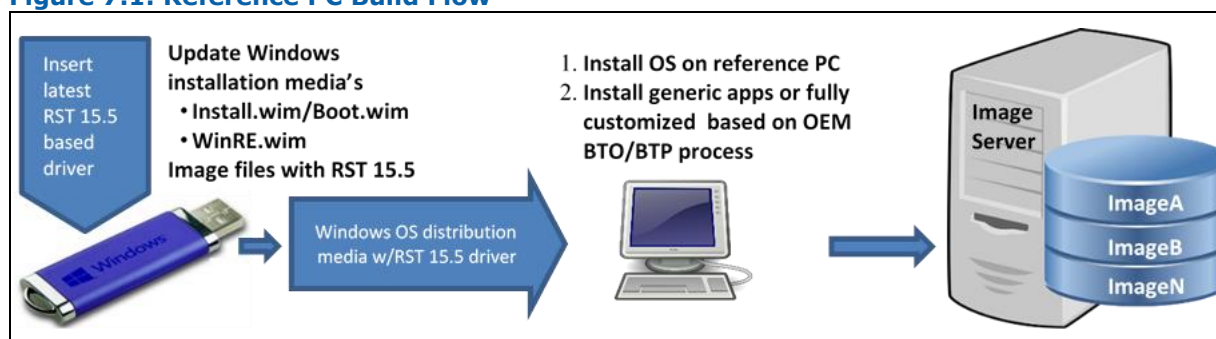 Figure 7.1: Reference PC Build Flow
Insert
latest
RST 15.5
based
driver
Update Windows
installation media's
• Install.wim/Boot.wim
• WinRE.wim
Image files with RST 15.5
Windows
Windows OS distribution
media w/RST 15.5 driver
1. Install OS on reference PC
2. Install generic apps or fully
customized based on OEM
BTO/BTP process
Image
Server
ImageA
ImageB
ImageN